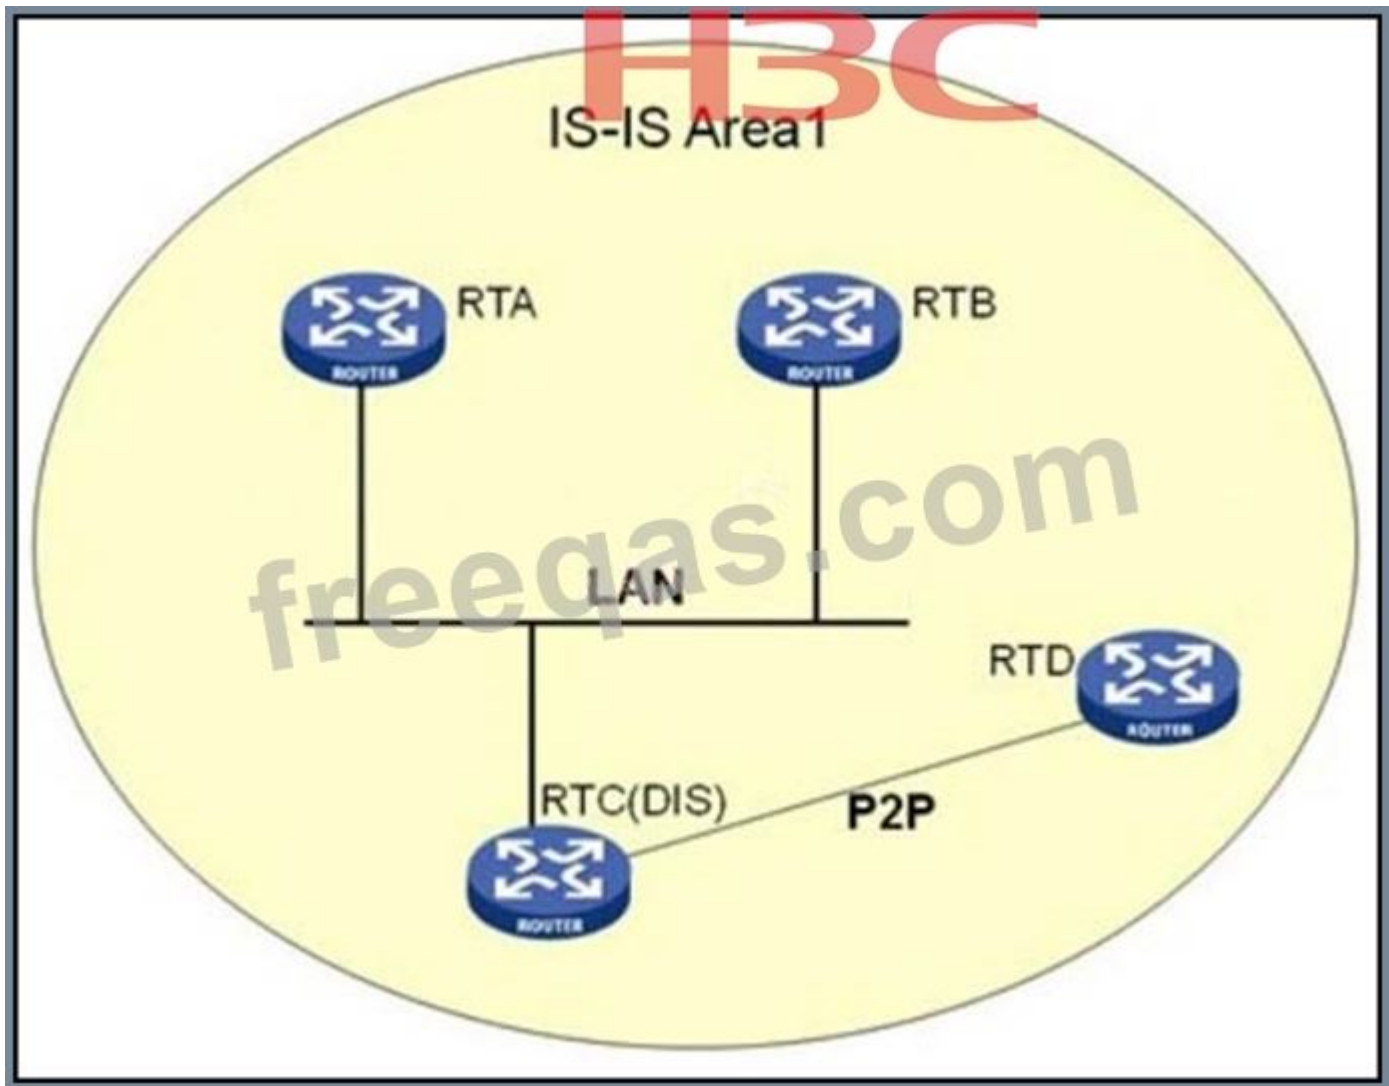 H3C
IS-IS Area1
RTA
RTB
ROUTER
ROUTER
freeqas.com
LAN
RTD
ROUTER
RTC(DIS)
P2P
ROUTER